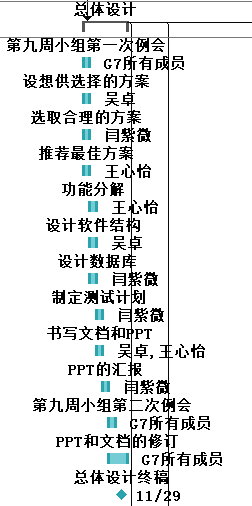 总体设计
第九周小组第一次例会
G7所有成员
设想供选择的方案
吴卓
选取合理的方案
闫紫微
推荐最佳方案
王心怡
功能分解
王心怡
设计软件结构
吴卓
设计数据库
闫紫微
制定测试计划
闫紫微
书写文档和PPT
吴卓,王心怡
PPT的汇报
闫紫微
第九周小组第二次例会
G7所有成员
PPT和文档的修订
G7所有成员
总体设计终稿
11/29